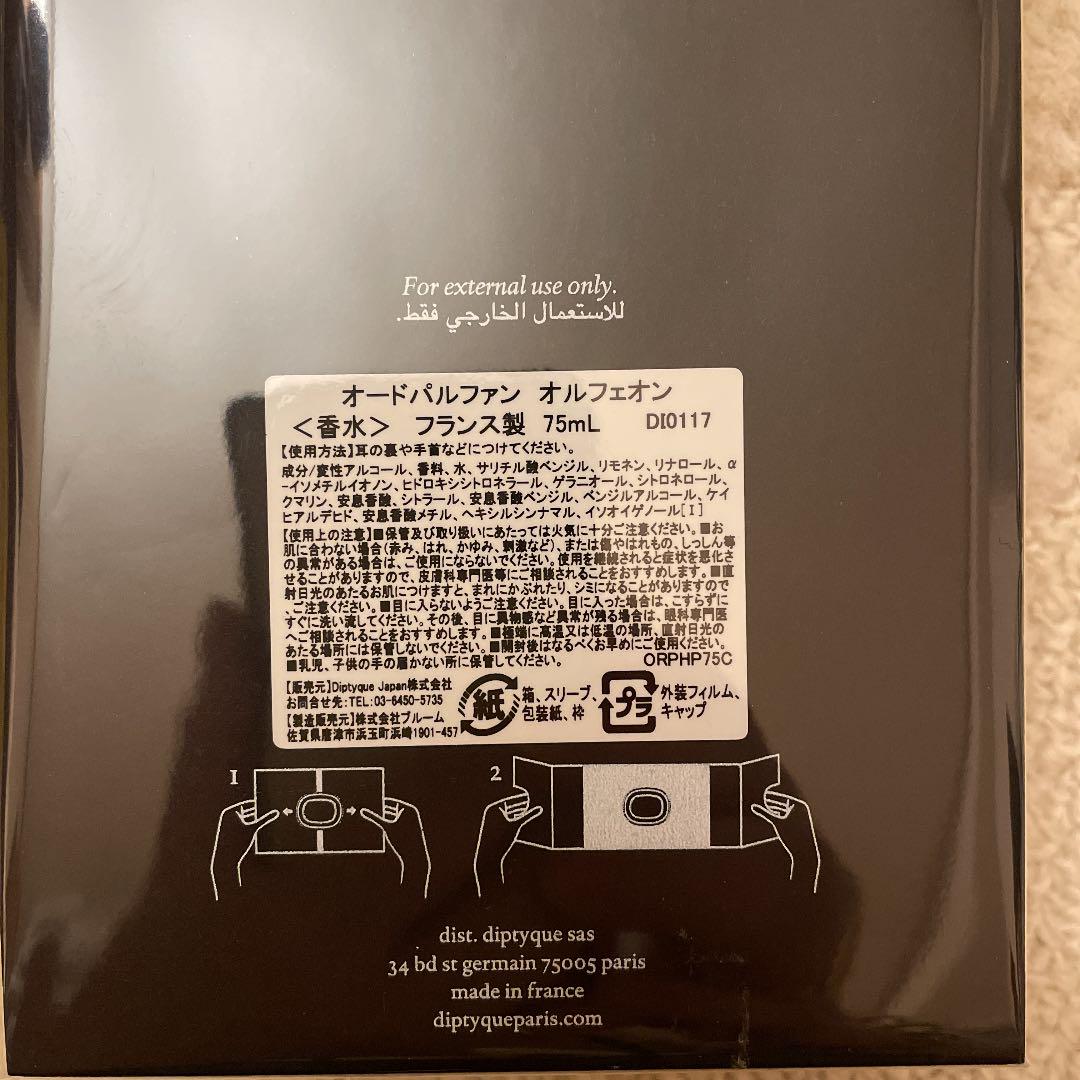 For external use only.
للاستعمال الخارجي فقط.
オードパルファン オルフェオン
＜香水＞ フランス製 75mL DI0117
【使用方法】耳の裏や手首などにつけてください。
成分/変性アルコール、香料、水、サリチル酸ベンジル、リモネン、リナロール、α
-イソメチルイオノン、ヒドロキシシトロネラール、ゲラニオール、シトロネロール、
クマリン、安息香酸、シトラール、安息香酸ベンジル、ベンジルアルコール、ケイ
ヒアルデヒド、安息香酸メチル、ヘキシルシンナマル、イソオイゲノール[I]
【使用上の注意】■保管及び取り扱いにあたっては火気に十分ご注意ください。■お
肌に合わない場合(赤み、はれ、かゆみ、刺激など)、または傷やはれもの、しっしん等
の異常がある場合は、ご使用にならないでください。使用を継続されると症状を悪化さ
せることがありますので、皮膚科専門医等にご相談されることをおすすめします。■直
射日光のあたるお肌につけますと、まれにかぶれたり、シミになることがありますので
、ご注意ください。■目に入らないようご注意ください。目に入った場合は、こすらずに
すぐに洗い流してください。その後、目に異物感など異常が残る場合は、眼科専門医
へご相談されることをおすすめします。■極端に高温又は低温の場所、直射日光の
あたる場所には保管しないでください。■開封後はなるべくお早めにご使用ください。
■乳児、子供の手の届かない所に保管してください。 ORPHP75C
【販売元】Diptyque Japan株式会社
お問合せ先:TEL:03-6450-5735
【製造販売元】株式会社ブルーム
佐賀県唐津市浜玉町浜崎1901-457
紙
箱、スリーブ、
包装紙、枠
プラ
外装フィルム、
キャップ
1
2
dist. diptyque sas
34 bd st germain 75005 paris
made in france
diptyqueparis.com